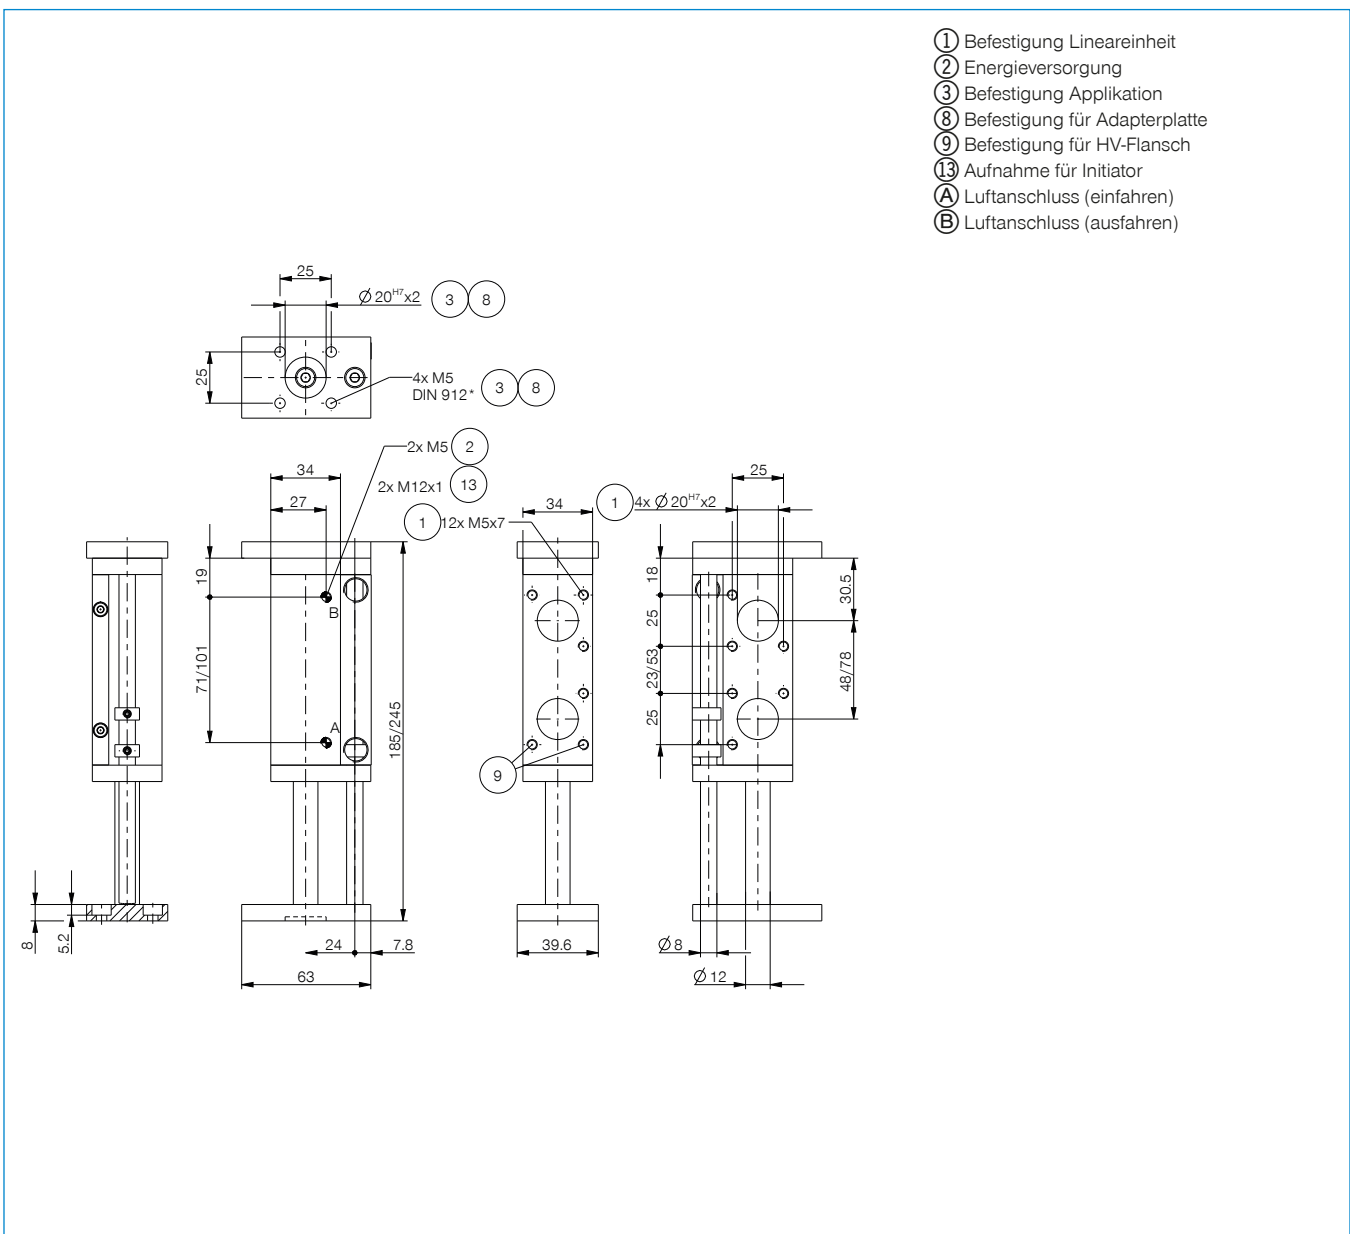 1 Befestigung Lineareinheit
2 Energieversorgung
3 Befestigung Applikation
8 Befestigung für Adapterplatte
9 Befestigung für HV-Flansch
13 Aufnahme für Initiator
A Luftanschluss (einfahren)
B Luftanschluss (ausfahren)
25
Ø 20H7x2 3 8
25
4x M5
DIN 912* 3 8
2x M5 2
34
2x M12x1 13
27
1 12x M5x7
34
1 4x Ø 20H7x2
25
19
B
71/101
A
185/245
18
25
23/53
25
30.5
48/78
9
8
5.2
24
7.8
63
39.6
Ø 8
Ø 12